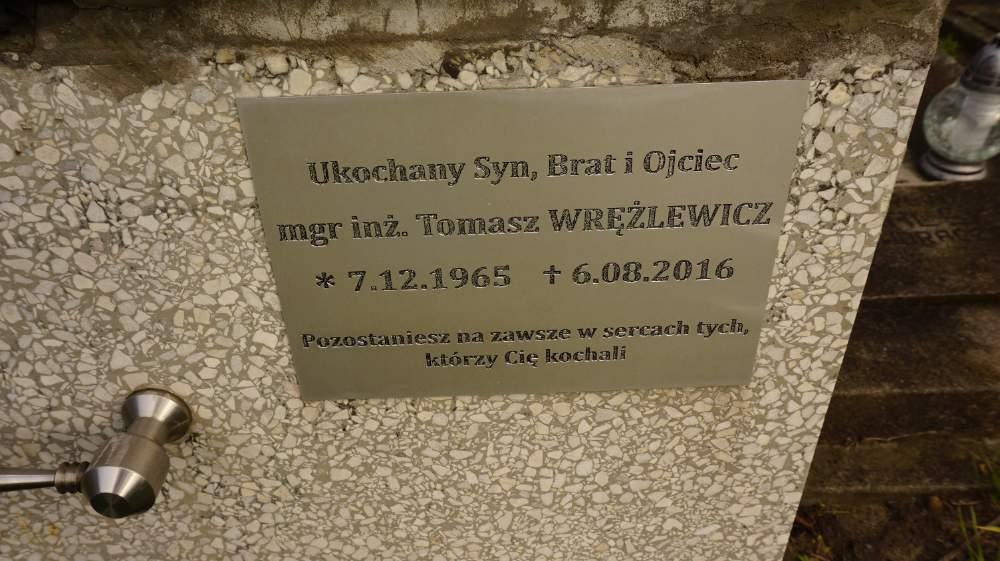 Ukochany Syn, Brat i Ojciec
mgr inż. Tomasz WRĘŻLEWICZ
* 7.12.1965 † 6.08.2016
Pozostaniesz na zawsze w sercach tych,
którzy Cię kochali